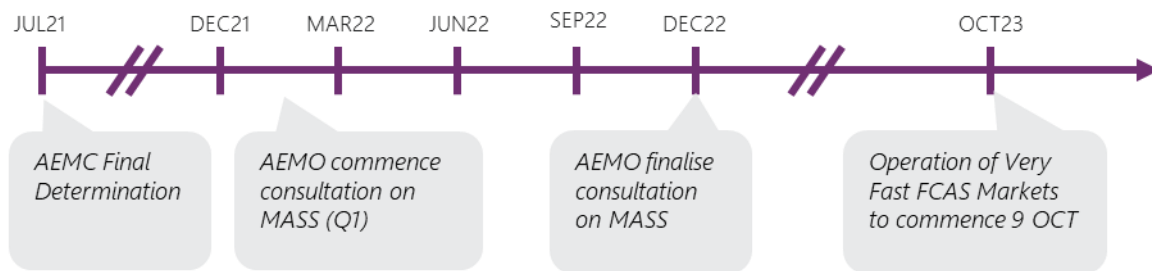 JUL21
DEC21
MAR22
JUN22
SEP22
DEC22
OCT23
AEMC Final
Determination
AEMO commence
consultation on
MASS (Q1)
AEMO finalise
consultation
on MASS
Operation of Very
Fast FCAS Markets
to commence 9 OCT